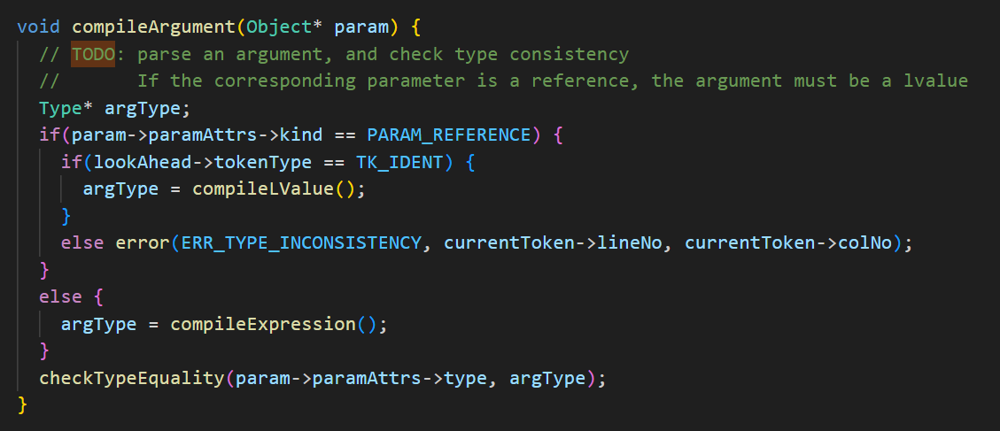 void compileArgument(Object* param) {
  // TODO: parse an argument, and check type consistency
  //       If the corresponding parameter is a reference, the argument must be a lvalue
  Type* argType;
  if(param->paramAttrs->kind == PARAM_REFERENCE) {
    if(lookAhead->tokenType == TK_IDENT) {
      argType = compileLValue();
    }
    else error(ERR_TYPE_INCONSISTENCY, currentToken->lineNo, currentToken->colNo);
  }
  else {
    argType = compileExpression();
  }
  checkTypeEquality(param->paramAttrs->type, argType);
}